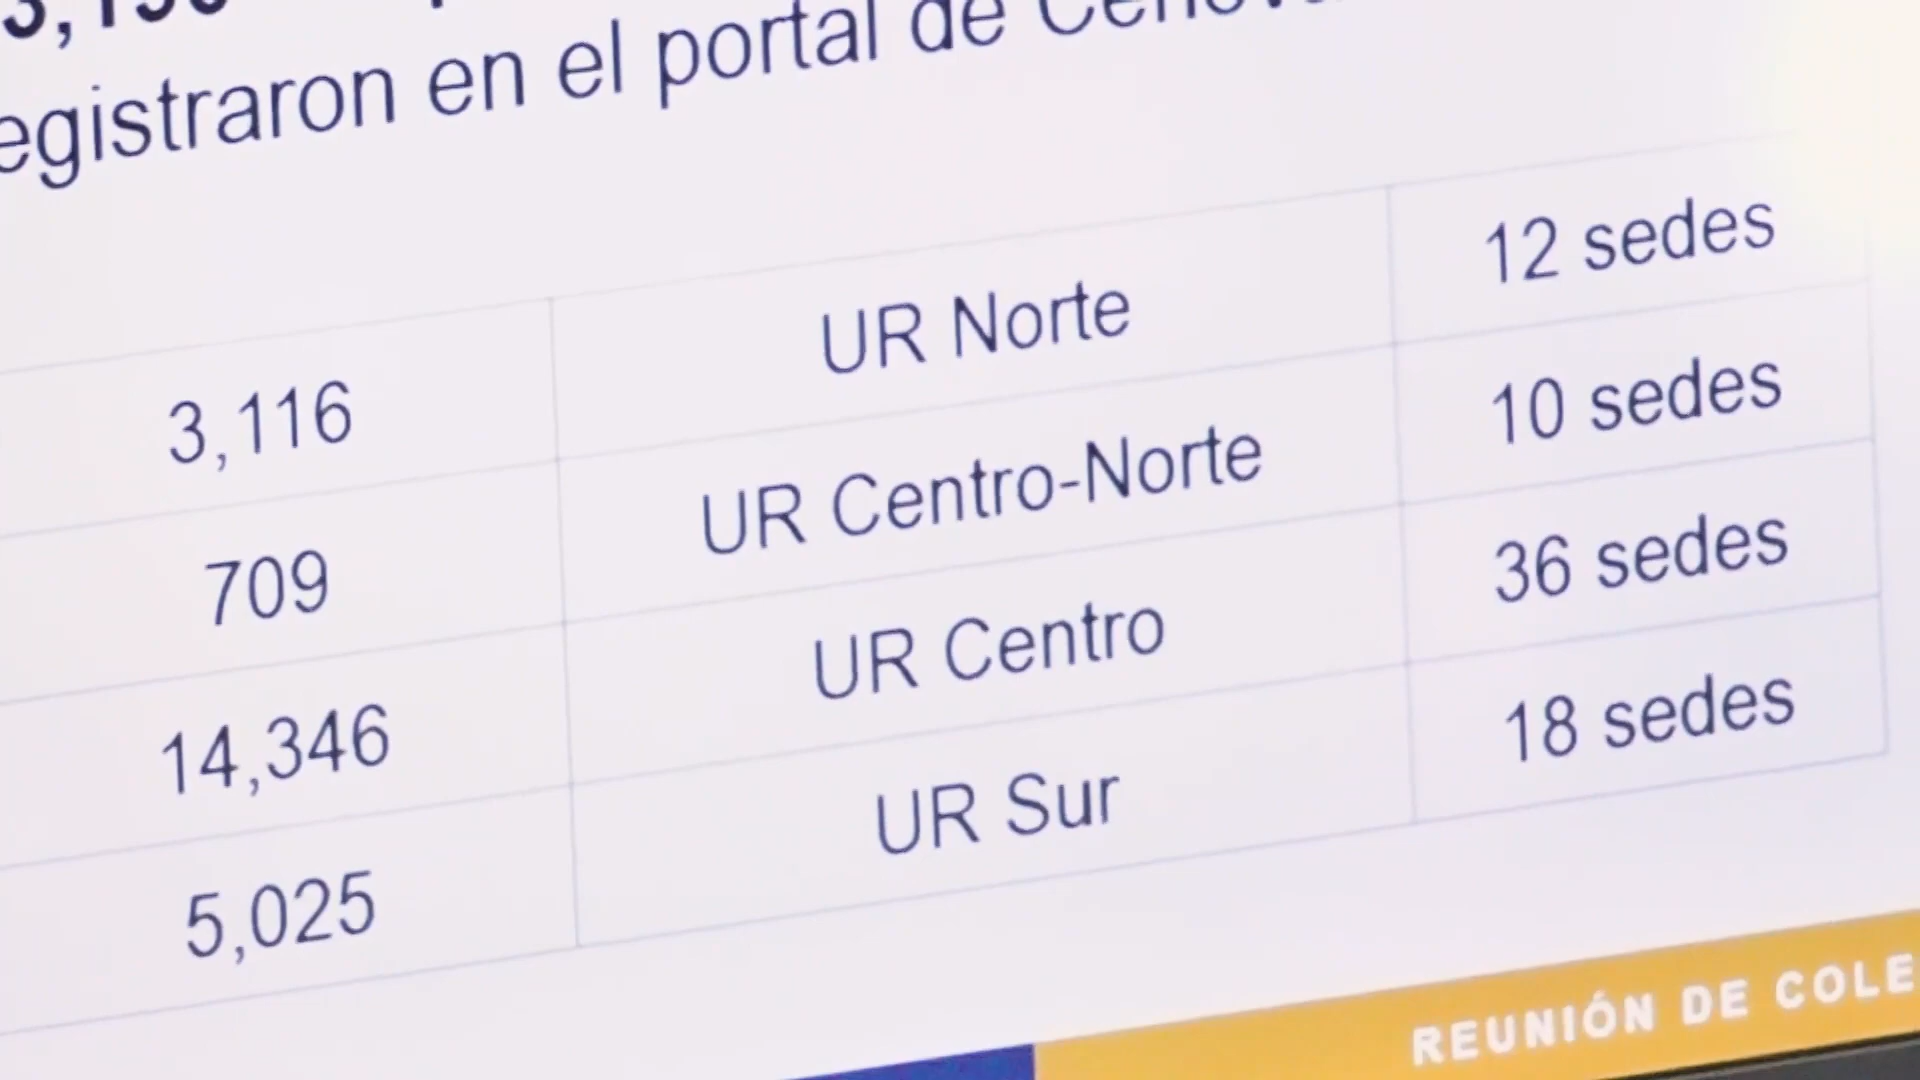 egistraron en el portal de
3,116 UR Norte 12 sedes
709 UR Centro-Norte 10 sedes
14,346 UR Centro 36 sedes
5,025 UR Sur 18 sedes
REUNIÓN DE COLE